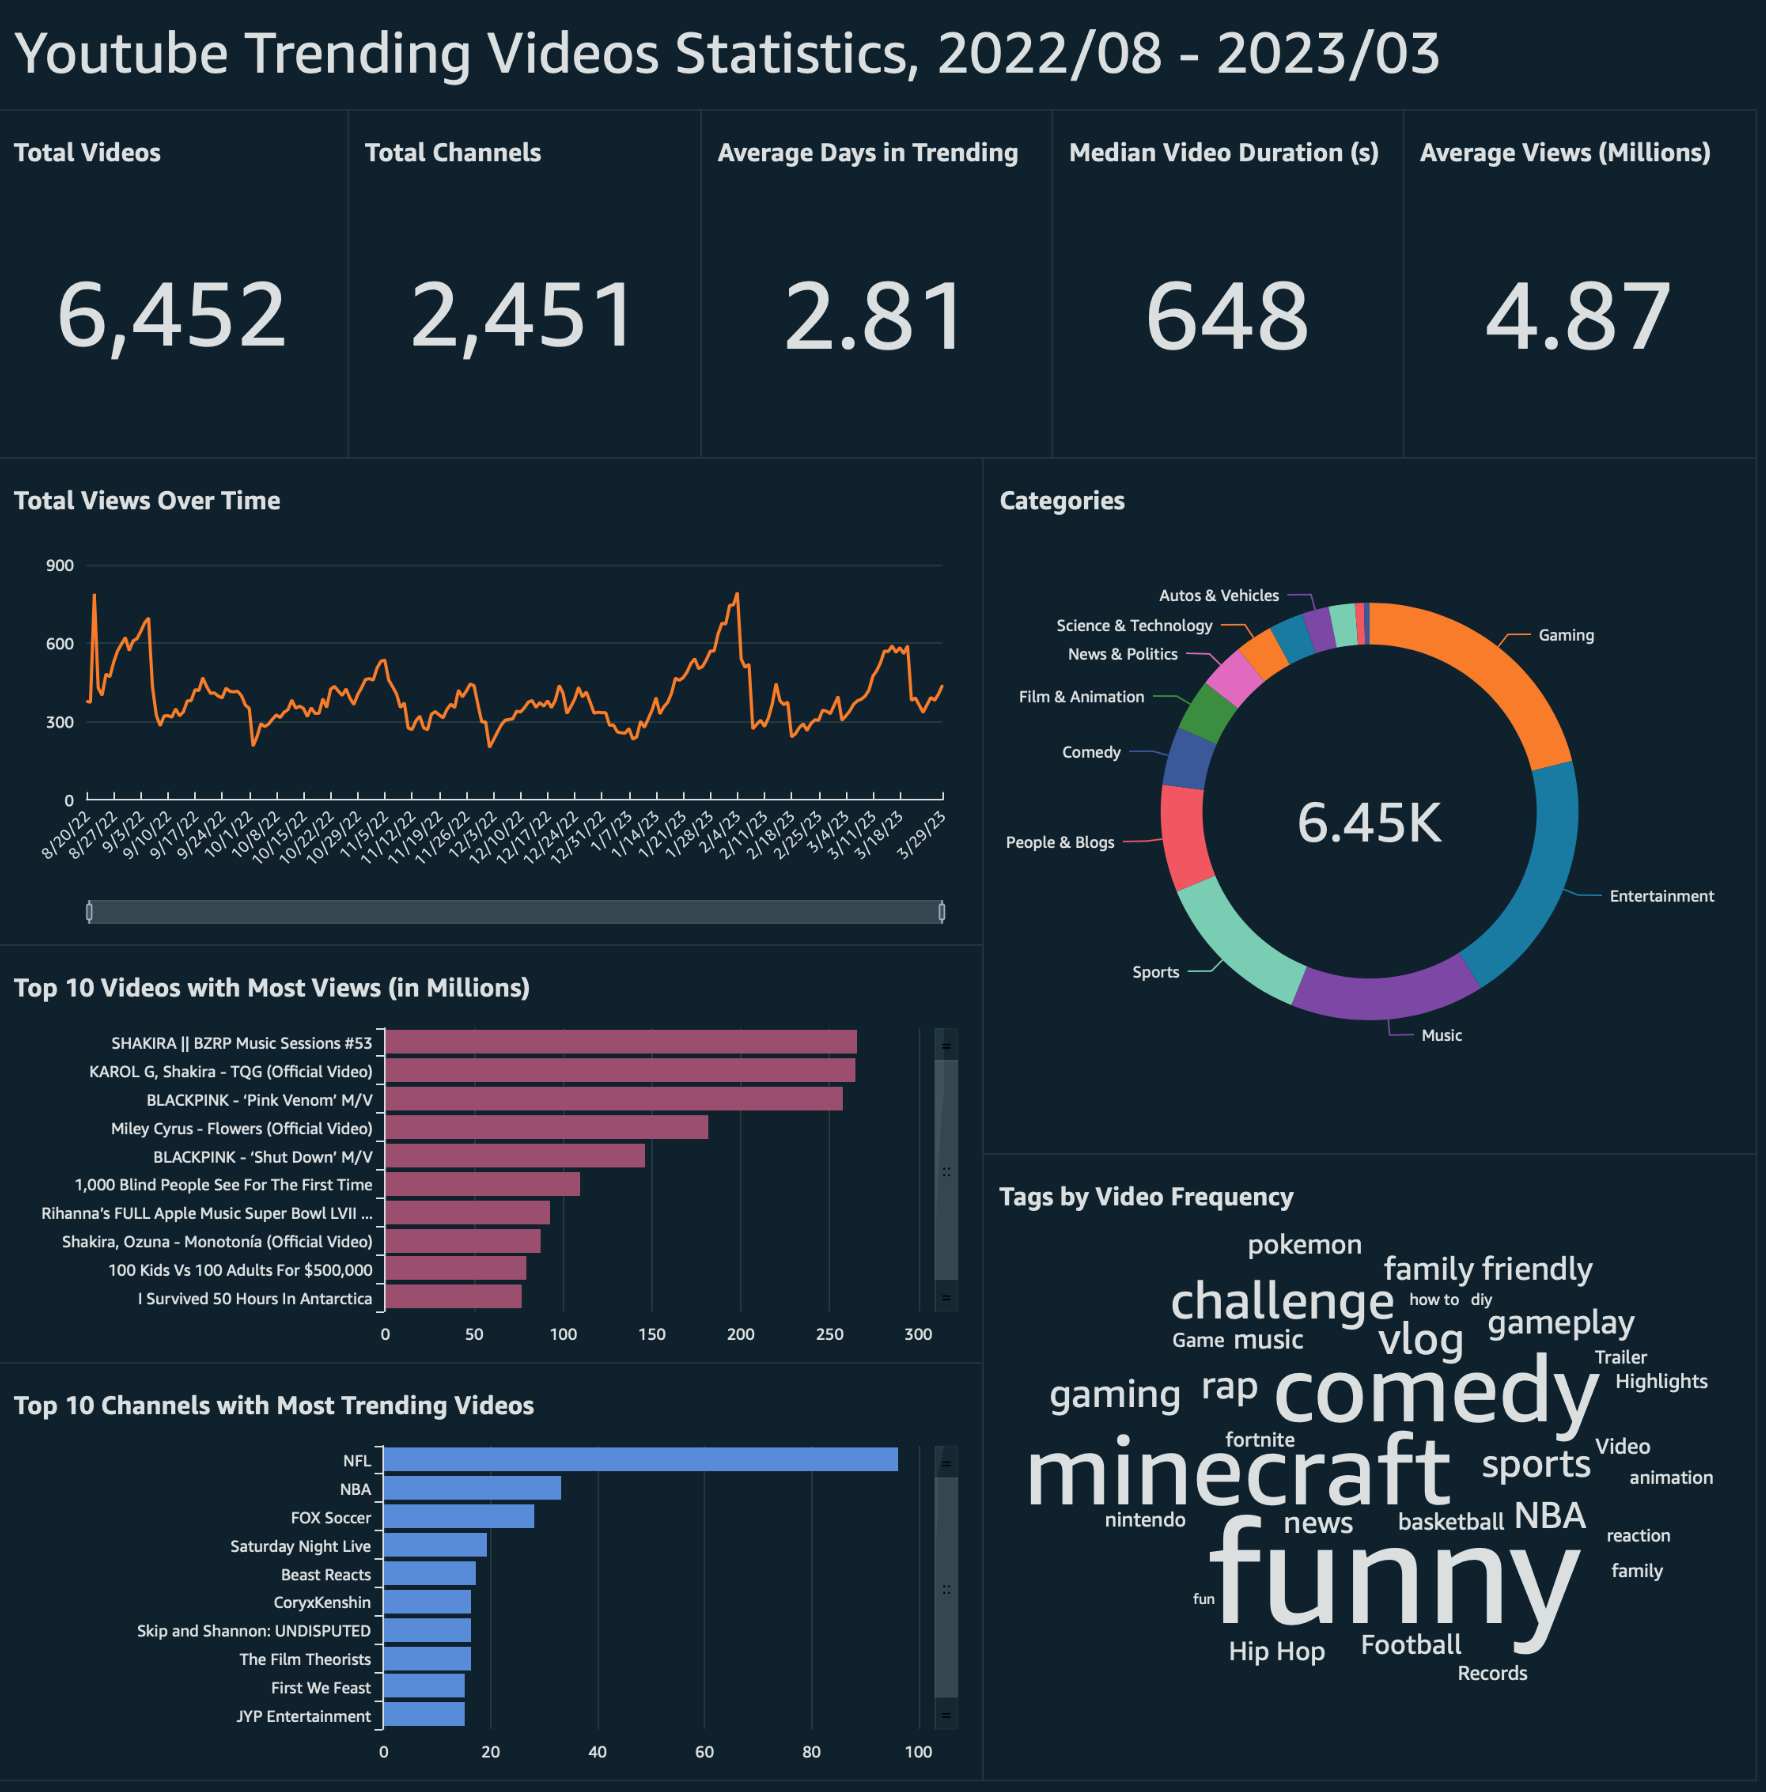 Youtube Trending Videos Statistics, 2022/08 - 2023/03
Total Videos
6,452
Total Channels
2,451
Average Days in Trending
2.81
Median Video Duration (s)
648
Average Views (Millions)
4.87
Total Views Over Time
900
600
300
0
8/20/22
8/27/22
9/3/22
9/10/22
9/17/22
9/24/22
10/1/22
10/8/22
10/15/22
10/22/22
10/29/22
11/5/22
11/12/22
11/19/22
11/26/22
12/3/22
12/10/22
12/17/22
12/24/22
12/31/22
1/7/23
1/14/23
1/21/23
1/28/23
2/4/23
2/11/23
2/18/23
2/25/23
3/4/23
3/11/23
3/18/23
3/29/23
Categories
Autos & Vehicles
Science & Technology
News & Politics
Film & Animation
Comedy
People & Blogs
Sports
Music
Entertainment
Gaming
6.45K
Top 10 Videos with Most Views (in Millions)
SHAKIRA || BZRP Music Sessions #53
KAROL G, Shakira - TQG (Official Video)
BLACKPINK - ‘Pink Venom’ M/V
Miley Cyrus - Flowers (Official Video)
BLACKPINK - ‘Shut Down’ M/V
1,000 Blind People See For The First Time
Rihanna’s FULL Apple Music Super Bowl LVII ...
Shakira, Ozuna - Monotonía (Official Video)
100 Kids Vs 100 Adults For $500,000
I Survived 50 Hours In Antarctica
0 50 100 150 200 250 300
Top 10 Channels with Most Trending Videos
NFL
NBA
FOX Soccer
Saturday Night Live
Beast Reacts
CoryxKenshin
Skip and Shannon: UNDISPUTED
The Film Theorists
First We Feast
JYP Entertainment
0 20 40 60 80 100
Tags by Video Frequency
pokemon
family friendly
challenge
how to
diy
gameplay
Game
music
vlog
Trailer
Highlights
gaming
rap
comedy
fortnite
minecraft
sports
Video
animation
nintendo
news
basketball
NBA
reaction
funny
family
fun
Hip Hop
Football
Records